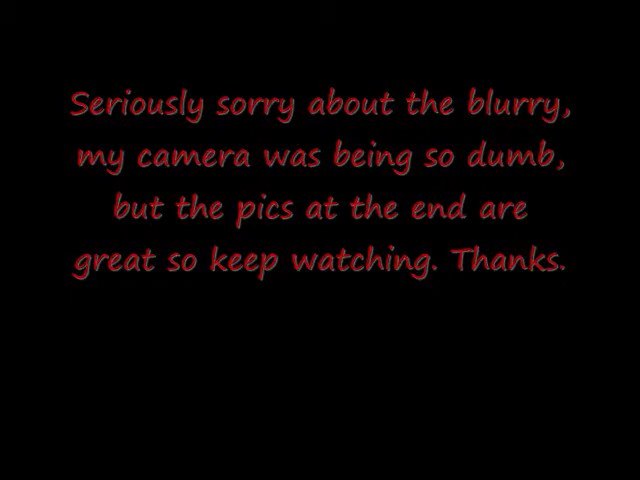 Seriously sorry about the blurry,
my camera was being so dumb,
but the pics at the end are
great so keep watching. Thanks.